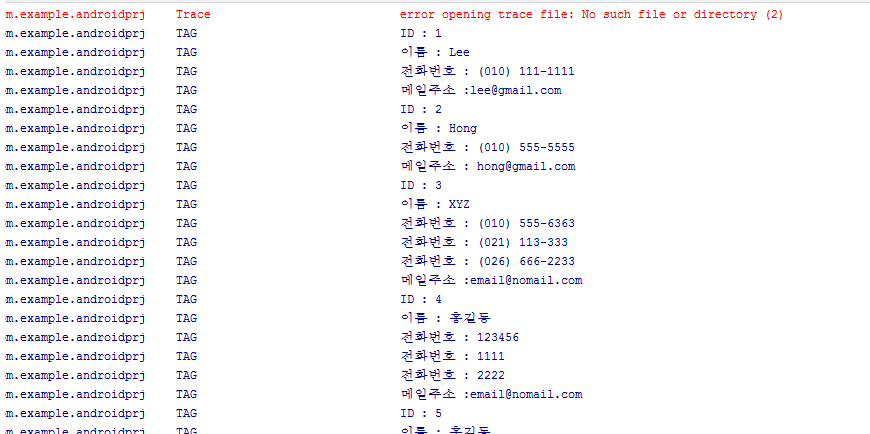 m.example.androidprj Trace error opening trace file: No such file or directory (2)
m.example.androidprj TAG ID : 1
m.example.androidprj TAG 이름 : Lee
m.example.androidprj TAG 전화번호 : (010) 111-1111
m.example.androidprj TAG 메일주소 :lee@gmail.com
m.example.androidprj TAG ID : 2
m.example.androidprj TAG 이름 : Hong
m.example.androidprj TAG 전화번호 : (010) 555-5555
m.example.androidprj TAG 메일주소 : hong@gmail.com
m.example.androidprj TAG ID : 3
m.example.androidprj TAG 이름 : XYZ
m.example.androidprj TAG 전화번호 : (010) 555-6363
m.example.androidprj TAG 전화번호 : (021) 113-333
m.example.androidprj TAG 전화번호 : (026) 666-2233
m.example.androidprj TAG 메일주소 :email@nomail.com
m.example.androidprj TAG ID : 4
m.example.androidprj TAG 이름 : 홍길동
m.example.androidprj TAG 전화번호 : 123456
m.example.androidprj TAG 전화번호 : 1111
m.example.androidprj TAG 전화번호 : 2222
m.example.androidprj TAG 메일주소 :email@nomail.com
m.example.androidprj TAG ID : 5
m.example.androidprj TAG 이름 : 홍길동